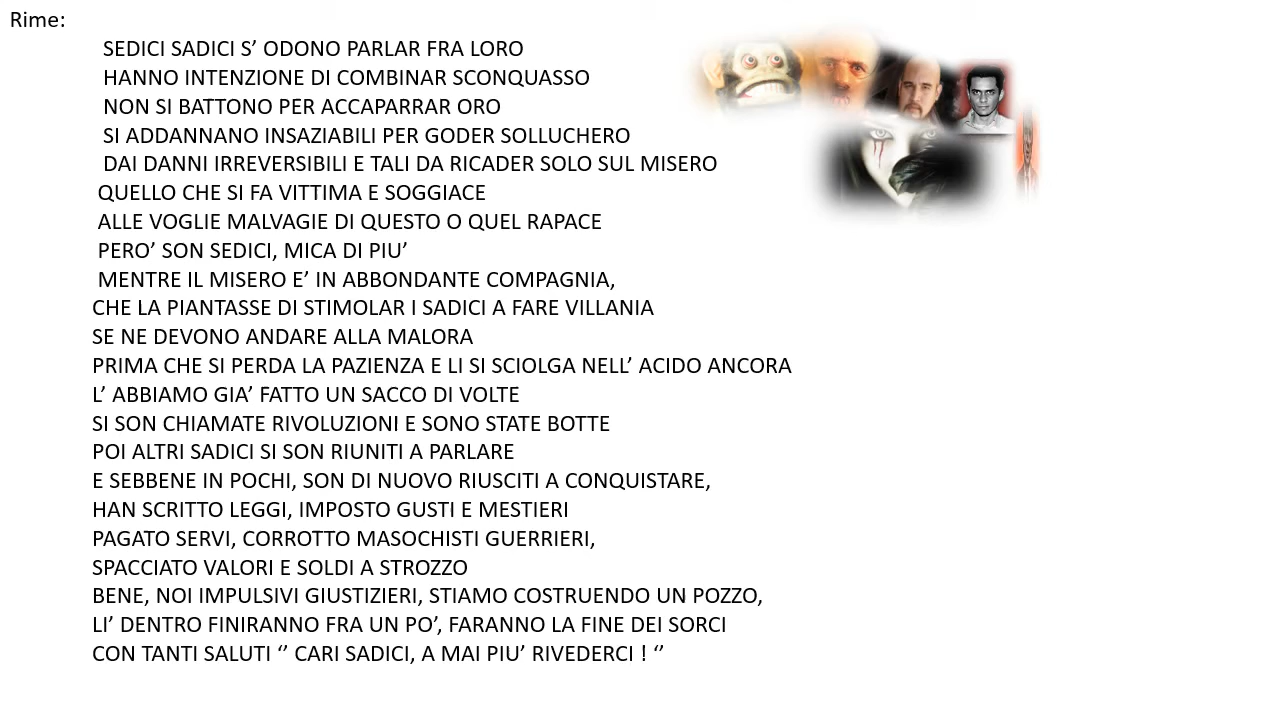 Rime:
SEDICI SADICI S’ ODONO PARLAR FRA LORO
HANNO INTENZIONE DI COMBINAR SCONQUASSO
NON SI BATTONO PER ACCAPARRAR ORO
SI ADDANNANO INSAZIABILI PER GODER SOLLUCHERO
DAI DANNI IRREVERSIBILI E TALI DA RICADER SOLO SUL MISERO
QUELLO CHE SI FA VITTIMA E SOGGIACE
ALLE VOGLIE MALVAGIE DI QUESTO O QUEL RAPACE
PERO’ SON SEDICI, MICA DI PIU’
MENTRE IL MISERO E’ IN ABBONDANTE COMPAGNIA,
CHE LA PIANTASSE DI STIMOLAR I SADICI A FARE VILLANIA
SE NE DEVONO ANDARE ALLA MALORA
PRIMA CHE SI PERDA LA PAZIENZA E LI SI SCIOLGA NELL’ ACIDO ANCORA
L’ ABBIAMO GIA’ FATTO UN SACCO DI VOLTE
SI SON CHIAMATE RIVOLUZIONI E SONO STATE BOTTE
POI ALTRI SADICI SI SON RIUNITI A PARLARE
E SEBBENE IN POCHI, SON DI NUOVO RIUSCITI A CONQUISTARE,
HAN SCRITTO LEGGI, IMPOSTO GUSTI E MESTIERI
PAGATO SERVI, CORROTTO MASOCHISTI GUERRIERI,
SPACCIATO VALORI E SOLDI A STROZZO
BENE, NOI IMPULSIVI GIUSTIZIERI, STIAMO COSTRUENDO UN POZZO,
LI’ DENTRO FINIRANNO FRA UN PO’, FARANNO LA FINE DEI SORCI
CON TANTI SALUTI ‘’ CARI SADICI, A MAI PIU’ RIVEDERCI ! ‘’